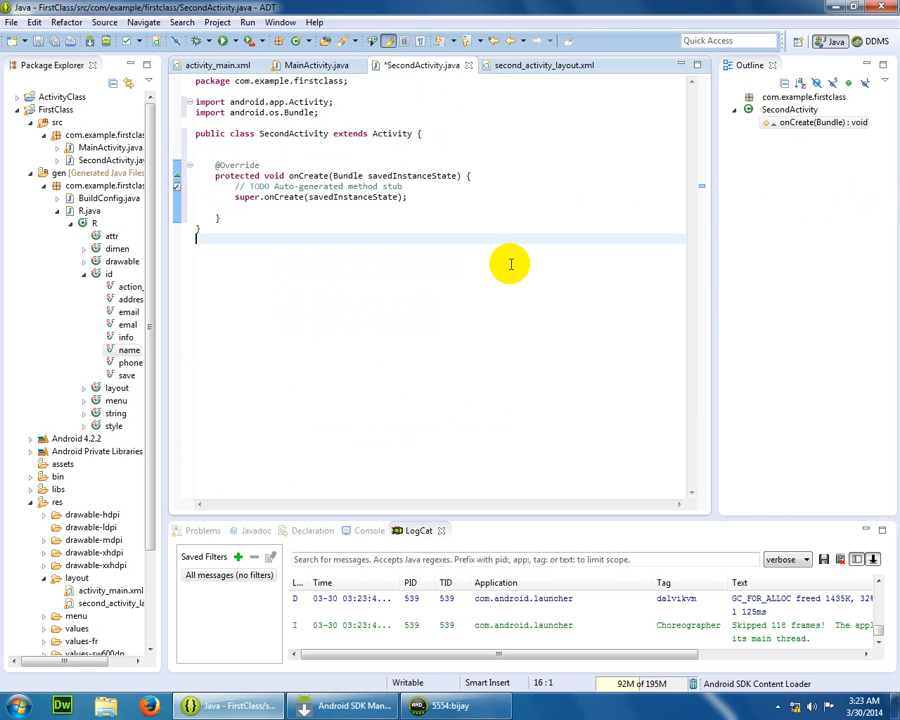 Java - FirstClass/src/com/example/firstclass/SecondActivity.java - ADT
File Edit Refactor Source Navigate Search Project Run Window Help
Quick Access
Java
DDMS
Package Explorer
ActivityClass
FirstClass
src
com.example.firstclas
MainActivity.java
SecondActivity.ja
gen [Generated Java F
com.example.firstclas
BuildConfig.java
R.java
R
attr
dimen
drawable
id
action_
addres
email
emal
info
name
phone
save
layout
menu
string
style
Android 4.2.2
Android Private Libraries
assets
bin
libs
res
drawable-hdpi
drawable-ldpi
drawable-mdpi
drawable-xhdpi
drawable-xxhdpi
layout
activity_main.xml
second_activity_la
menu
values
values-fr
values-sw600dp
activity_main.xml
MainActivity.java
*SecondActivity.java
second_activity_layout.xml
package com.example.firstclass;
import android.app.Activity;
import android.os.Bundle;
public class SecondActivity extends Activity {
@Override
protected void onCreate(Bundle savedInstanceState) {
// TODO Auto-generated method stub
super.onCreate(savedInstanceState);
}
}
Outline
com.example.firstclass
SecondActivity
onCreate(Bundle) : void
Problems
Javadoc
Declaration
Console
LogCat
Saved Filters
All messages (no filters)
Search for messages. Accepts Java regexes. Prefix with pid:, app:, tag: or text: to limit scope.
verbose
L... Time PID TID Application Tag Text
D 03-30 03:23:4... 539 539 com.android.launcher dalvikvm GC_FOR_ALLOC freed 1435K, 32%
1 125ms
I 03-30 03:23:4... 539 539 com.android.launcher Choreographer Skipped 118 frames! The appl
its main thread.
Writable
Smart Insert
16 : 1
92M of 195M
Android SDK Content Loader
Dw
Java - FirstClass/s...
Android SDK Man...
5554:bijay
3:23 AM
3/30/2014